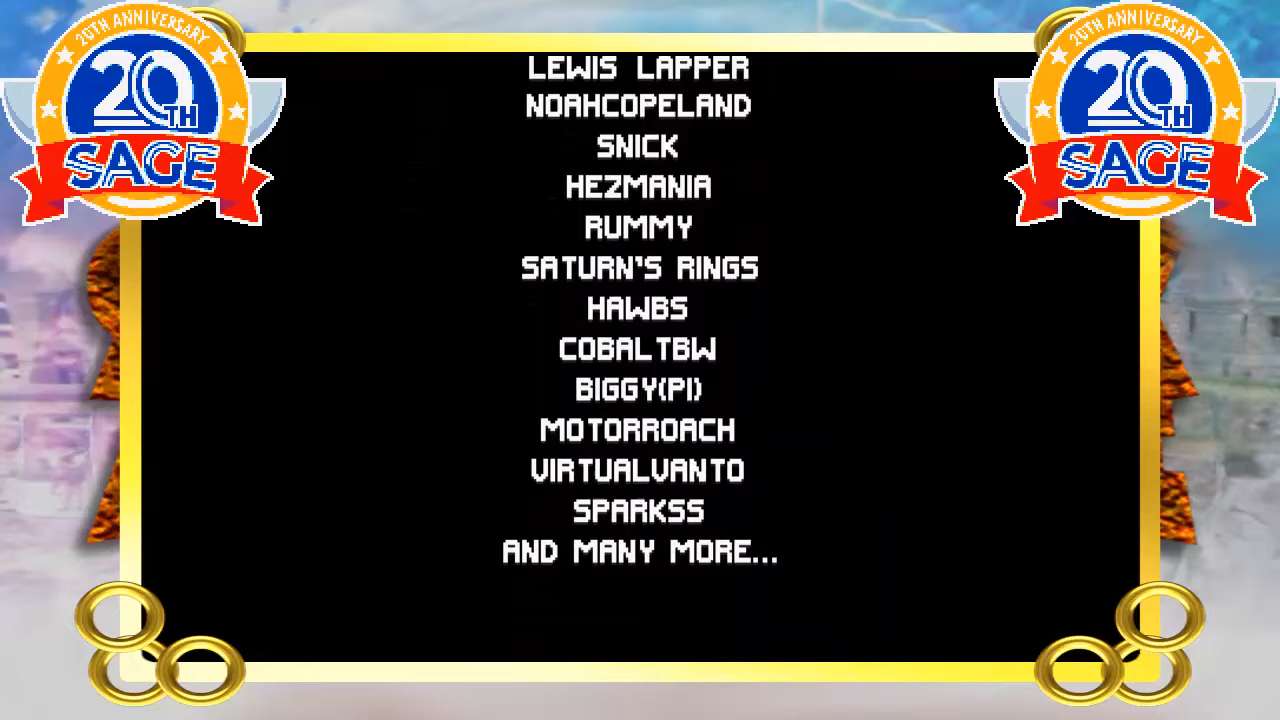 20TH ANNIVERSARY
20TH
SAGE
20TH ANNIVERSARY
20TH
SAGE
LEWIS LAPPER
NOAHCOPELAND
SNICK
HEZMANIA
RUMMY
SATURN'S RINGS
HAWBS
COBALTBW
BIGGY(PI)
MOTORROACH
VIRTUALVANTO
SPARKSS
AND MANY MORE...